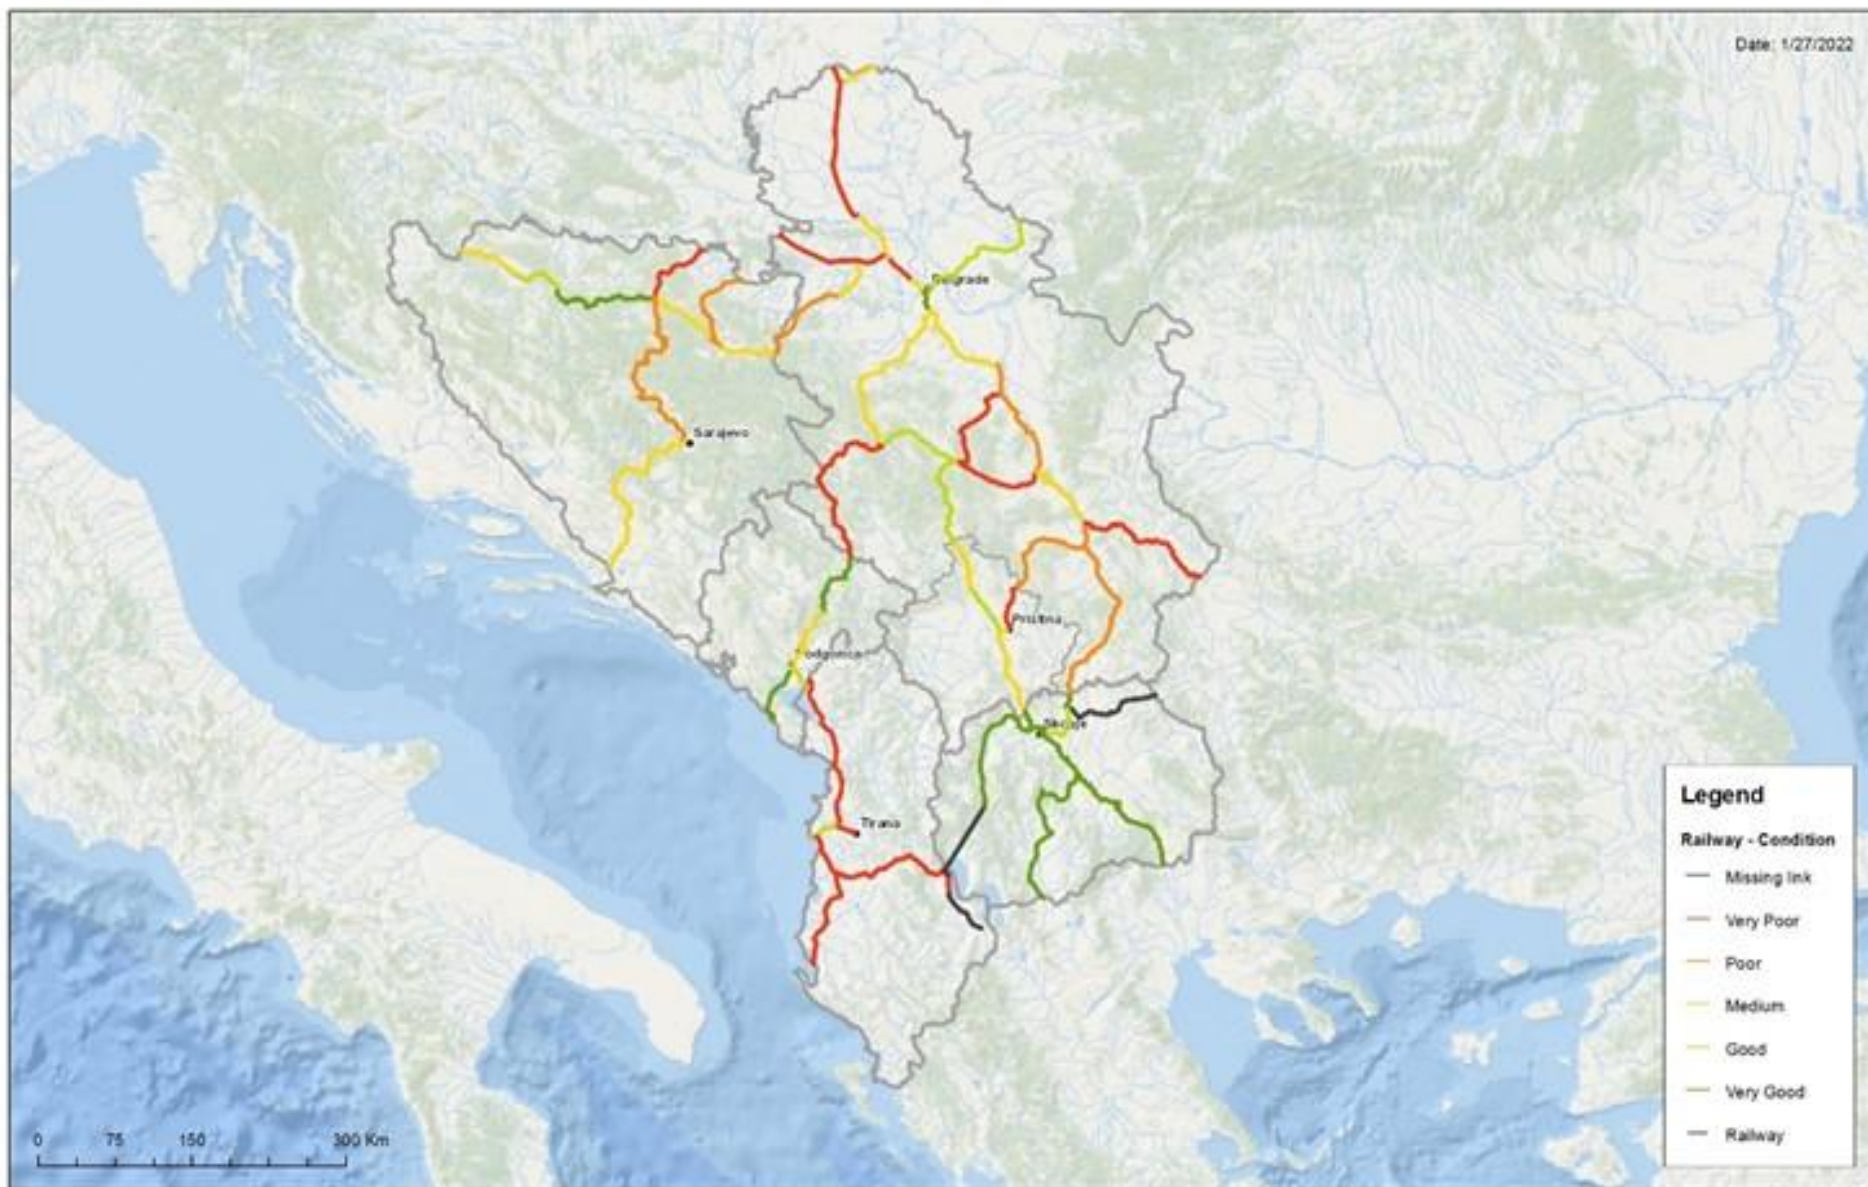 Date: 1/27/2022
Belgrade
Sarajevo
Pristina
Podgorica
Skopje
Tirana
Legend
Railway - Condition
Missing link
Very Poor
Poor
Medium
Good
Very Good
Railway
0 75 150 300 Km